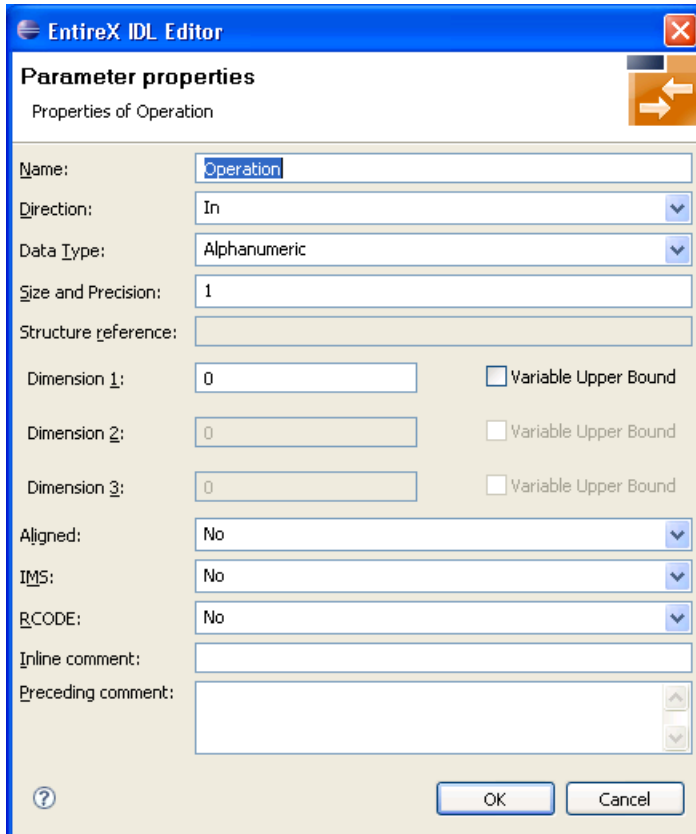 EntireX IDL Editor
Parameter properties
Properties of Operation
Name: Operation
Direction: In
Data Type: Alphanumeric
Size and Precision: 1
Structure reference:
Dimension 1: 0 Variable Upper Bound
Dimension 2: 0 Variable Upper Bound
Dimension 3: 0 Variable Upper Bound
Aligned: No
IMS: No
RCODE: No
Inline comment:
Preceding comment:
? OK Cancel